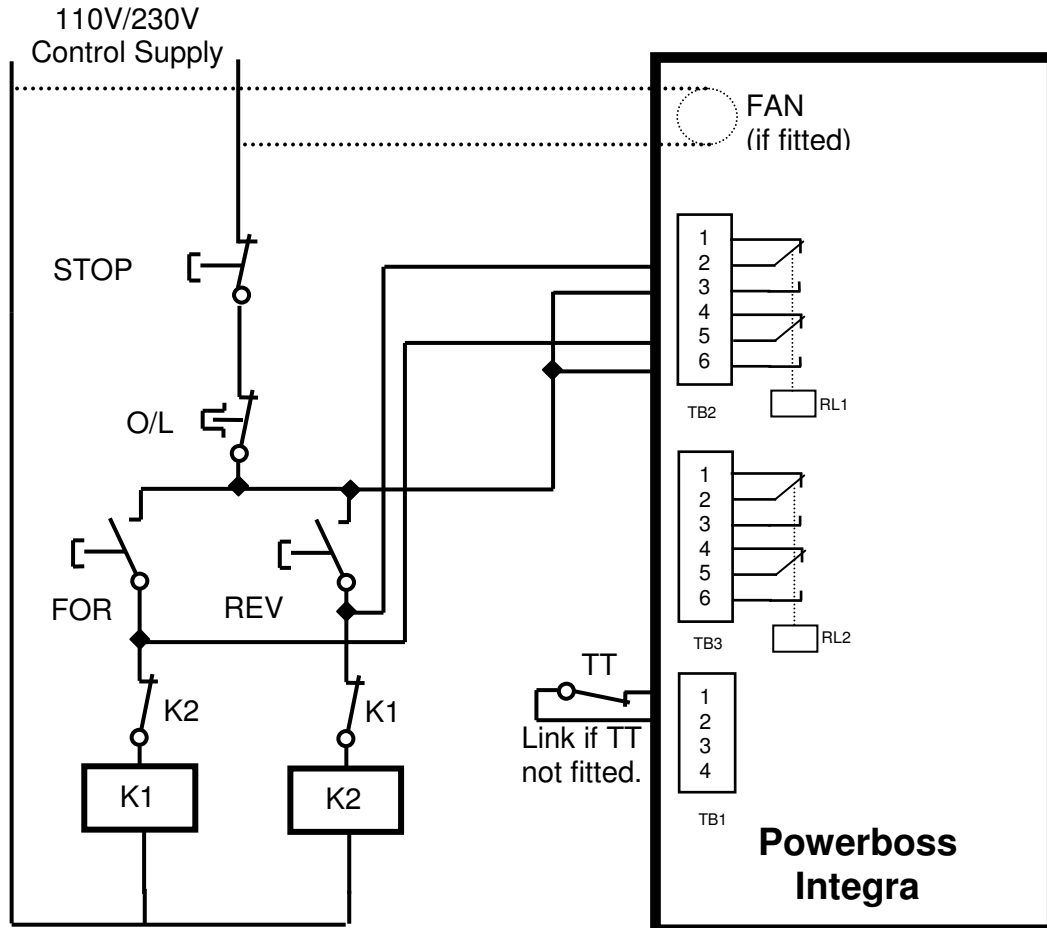 110V/230V
Control Supply
FAN
(if fitted)
STOP
1
2
3
4
5
6
TB2
RL1
O/L
FOR
REV
1
2
3
4
5
6
TB3
RL2
TT
Link if TT
not fitted.
K2
K1
K1
K2
1
2
3
4
TB1
Powerboss
Integra